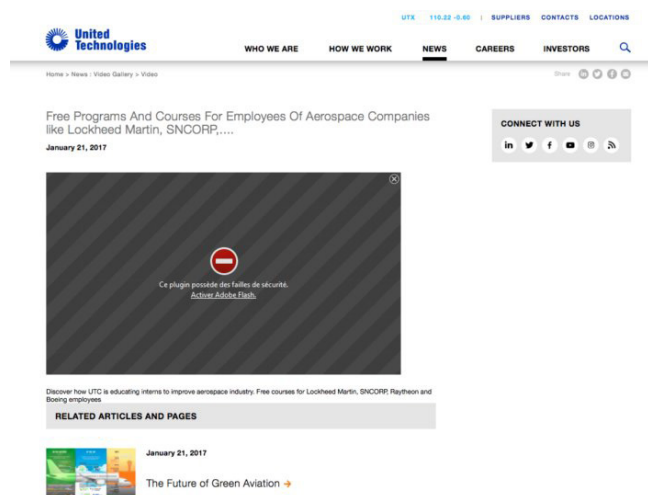 UTX 110.22 -0.60 | SUPPLIERS CONTACTS LOCATIONS
United
Technologies
WHO WE ARE HOW WE WORK NEWS CAREERS INVESTORS
Home > News : Video Gallery > Video
Share
Free Programs And Courses For Employees Of Aerospace Companies
like Lockheed Martin, SNCORP,....
January 21, 2017
CONNECT WITH US
Ce plugin possède des failles de sécurité.
Activer Adobe Flash.
Discover how UTC is educating interns to improve aerospace industry. Free courses for Lockheed Martin, SNCORP, Raytheon and
Boeing employees
RELATED ARTICLES AND PAGES
January 21, 2017
The Future of Green Aviation →